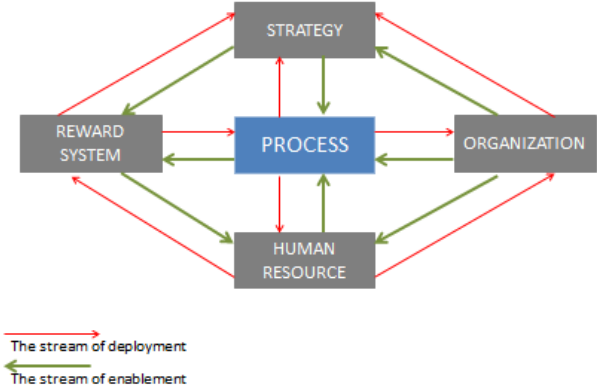 STRATEGY
REWARD
SYSTEM
PROCESS
ORGANIZATION
HUMAN
RESOURCE
The stream of deployment
The stream of enablement